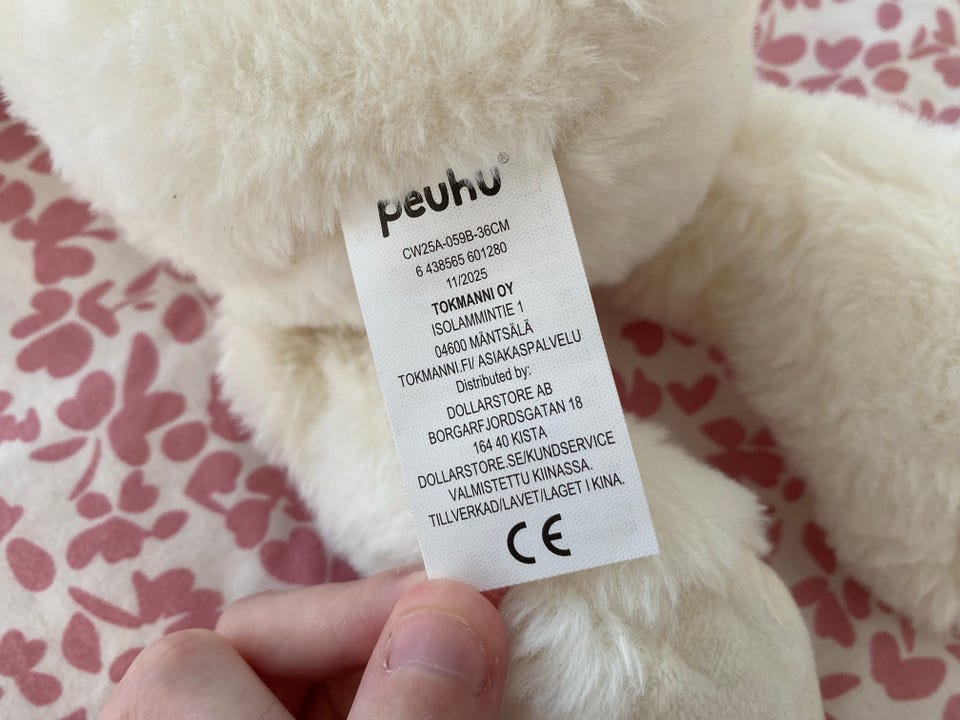 peuhu®
CW25A-059B-36CM
6 438565 601280
11/2025
TOKMANNI OY
ISOLAMMINTIE 1
04600 MÄNTSÄLÄ
TOKMANNI.FI/ ASIAKASPALVELU
Distributed by:
DOLLARSTORE AB
BORGARFJORDSGATAN 18
164 40 KISTA
DOLLARSTORE.SE/KUNDSERVICE
VALMISTETTU KIINASSA.
TILLVERKAD/LAVET/LAGET I KINA.
CE